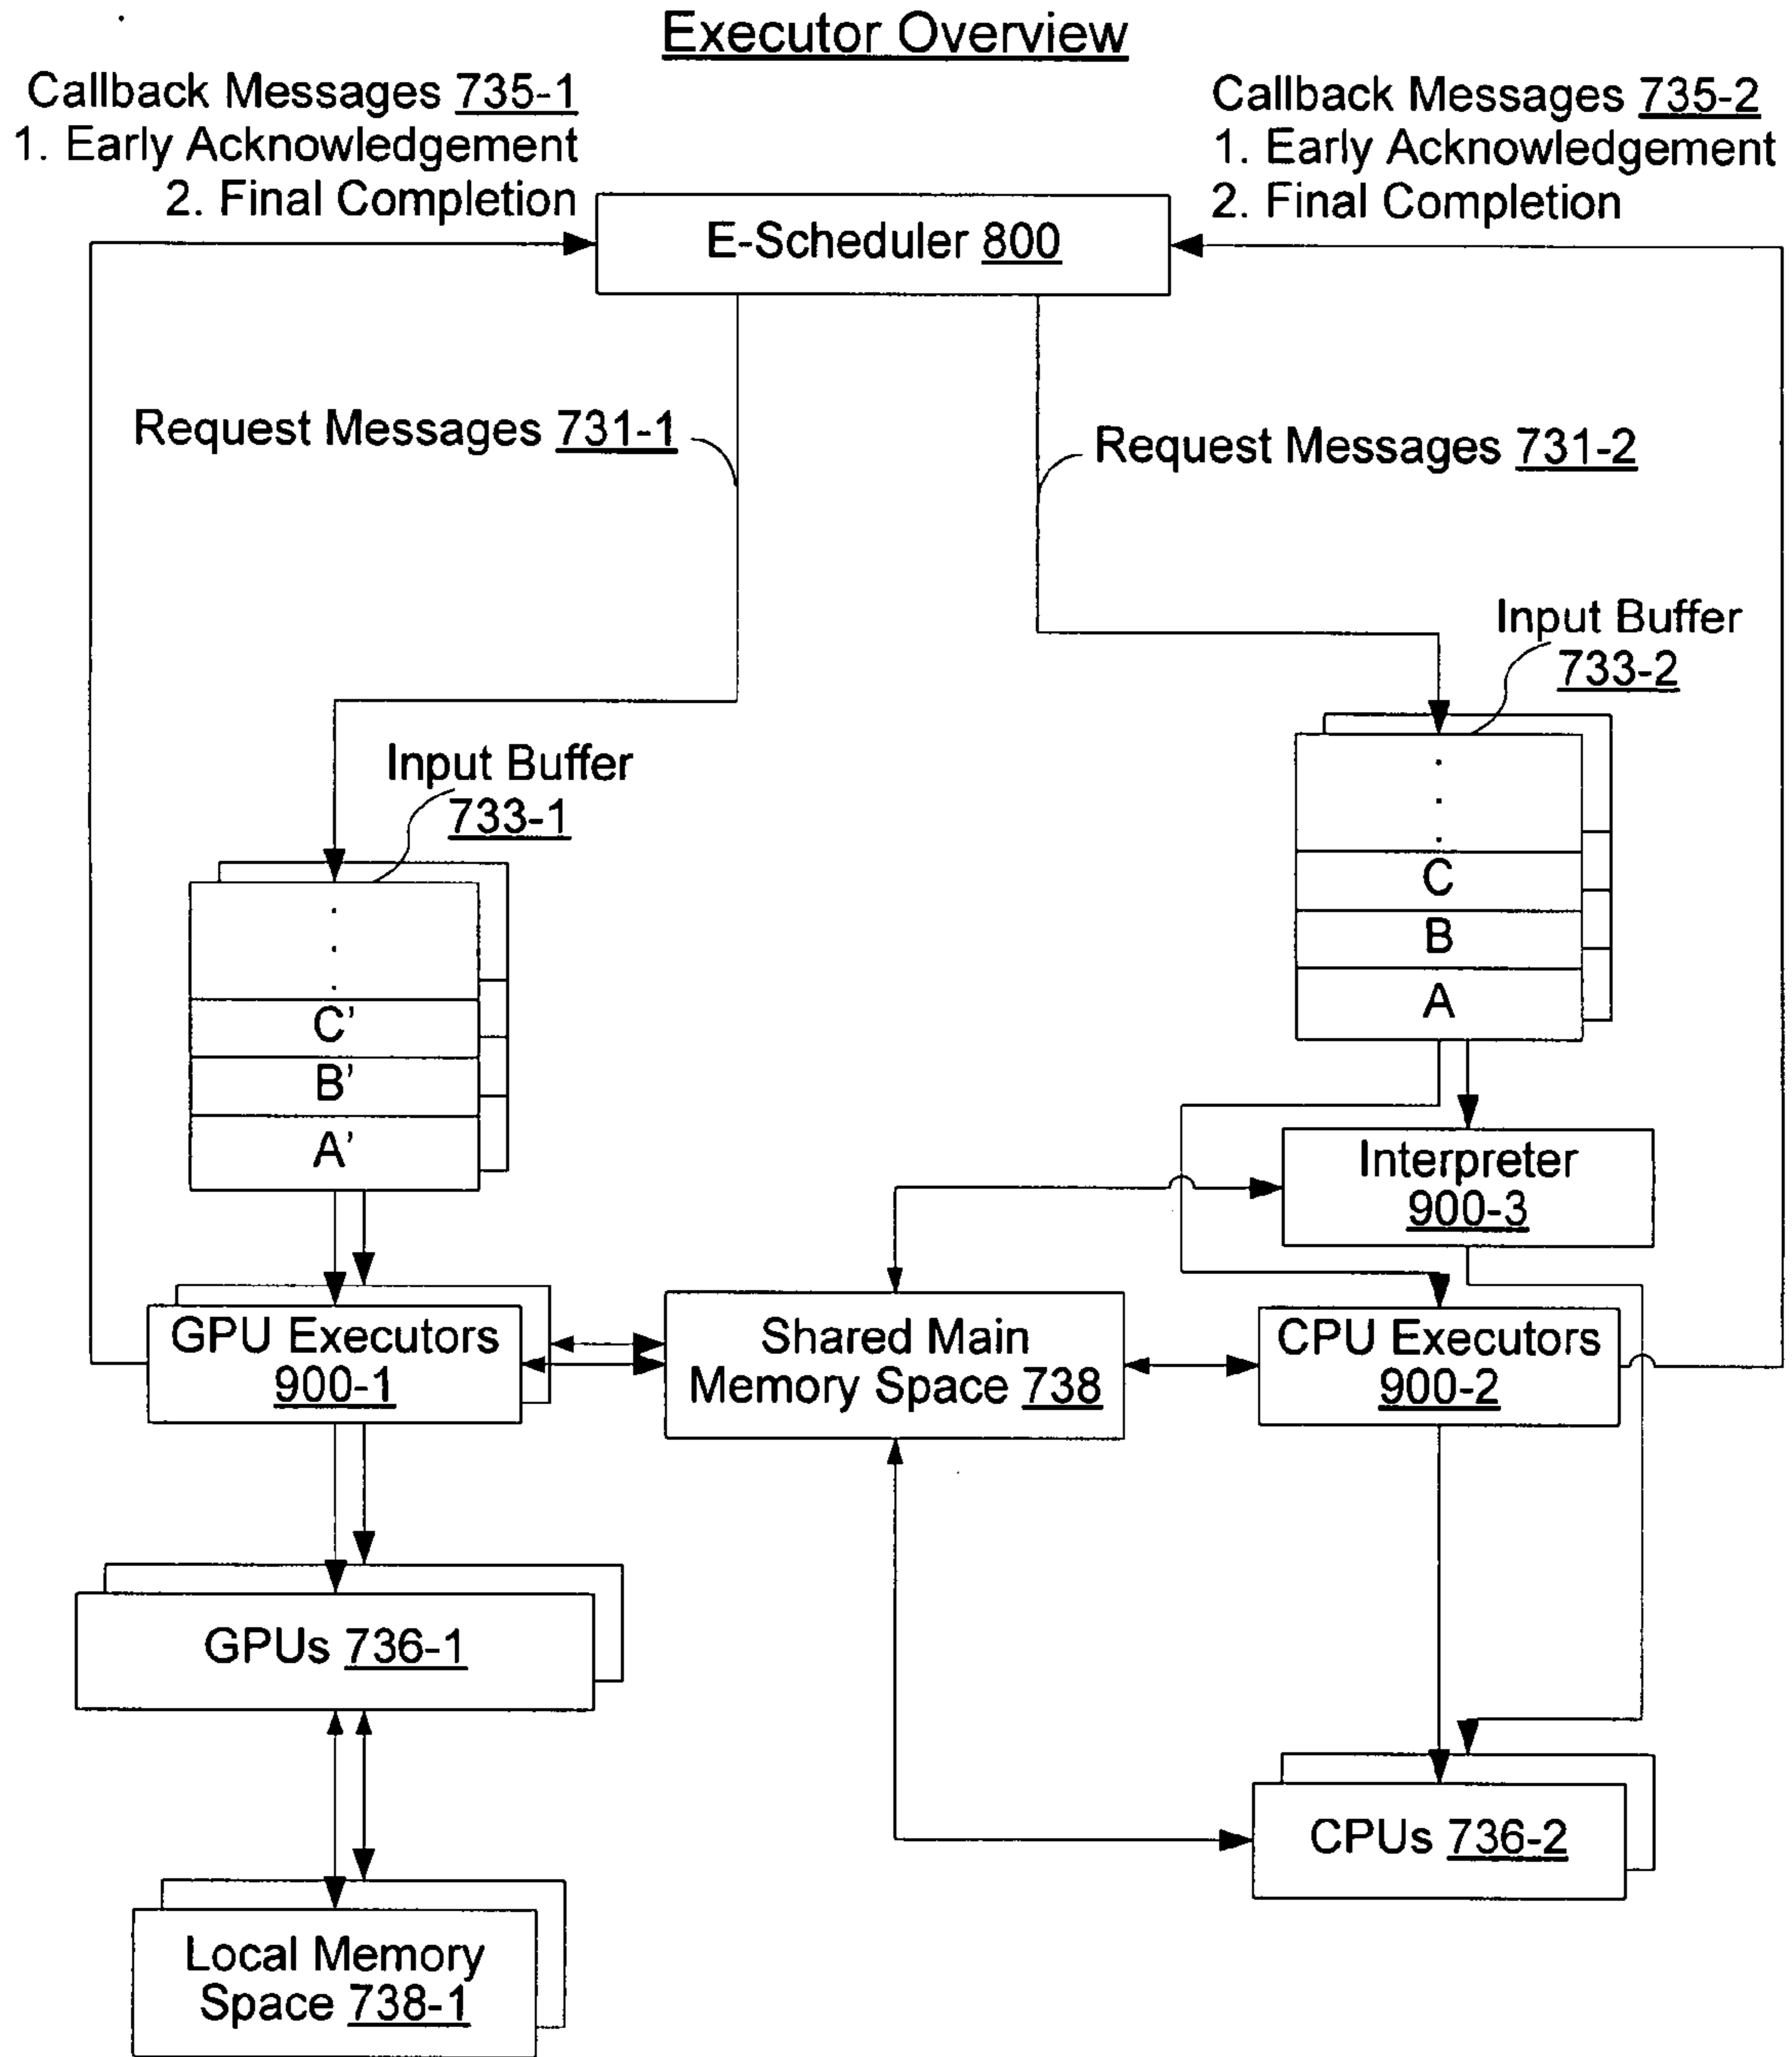 Executor Overview
Callback Messages 735-1
1. Early Acknowledgement
2. Final Completion
Callback Messages 735-2
1. Early Acknowledgement
2. Final Completion
E-Scheduler 800
Request Messages 731-1
Request Messages 731-2
Input Buffer
733-2
Input Buffer
733-1
C
B
A
C’
B’
A’
Interpreter
900-3
GPU Executors
900-1
Shared Main
Memory Space 738
CPU Executors
900-2
GPUs 736-1
CPUs 736-2
Local Memory
Space 738-1